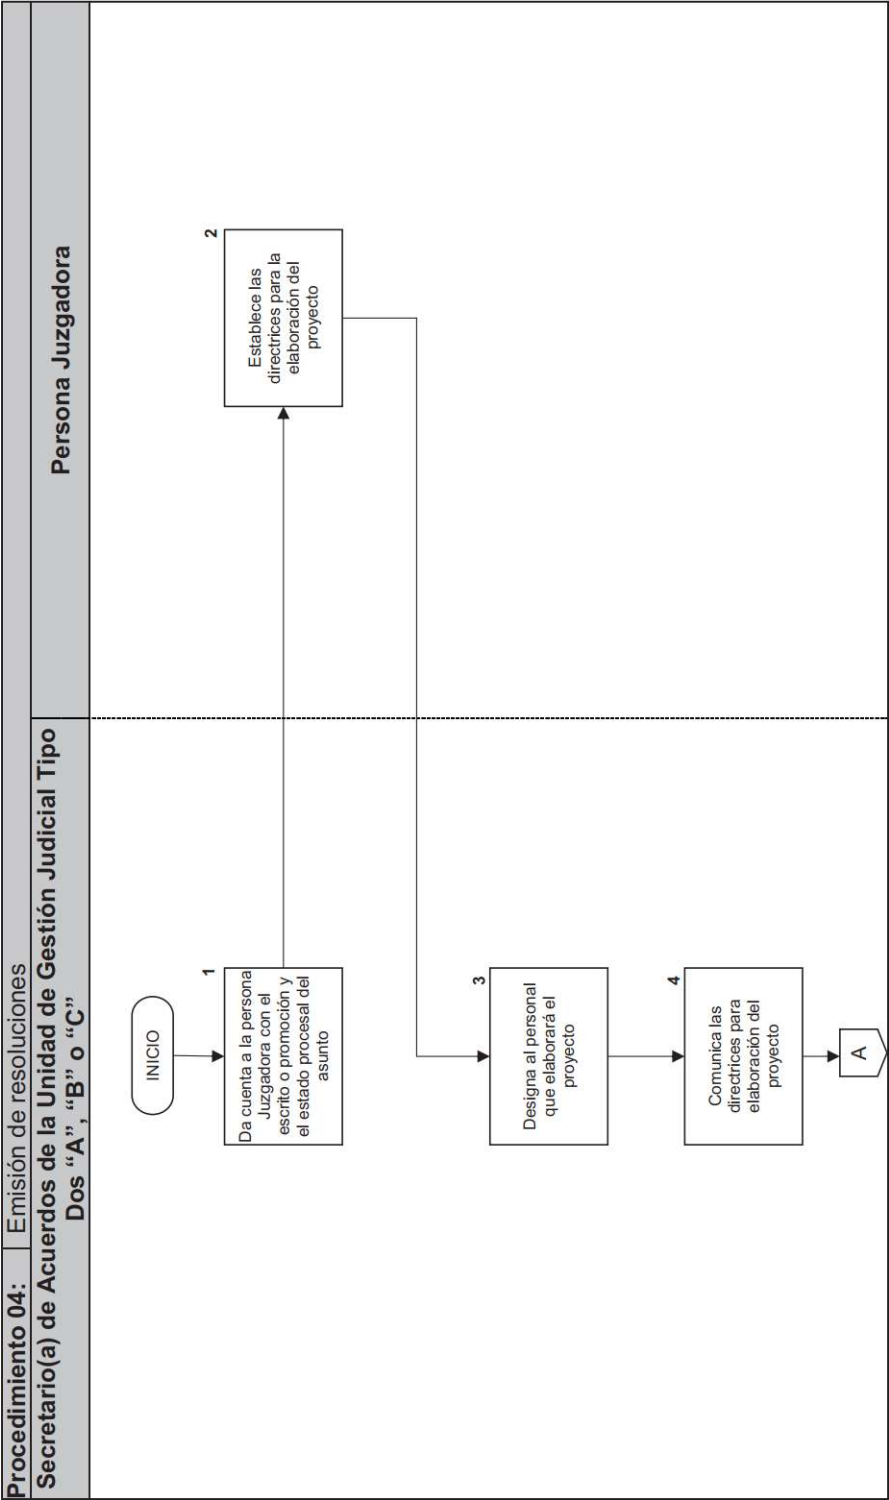 Procedimiento 04: Emisión de resoluciones
Secretario(a) de Acuerdos de la Unidad de Gestión Judicial Tipo
Dos “A”, “B” o “C”
Persona Juzgadora
INICIO
1
Da cuenta a la persona
Juzgadora con el
escrito o promoción y
el estado procesal del
asunto
2
Establece las
directrices para la
elaboración del
proyecto
3
Designa al personal
que elaborará el
proyecto
4
Comunica las
directrices para
elaboración del
proyecto
A